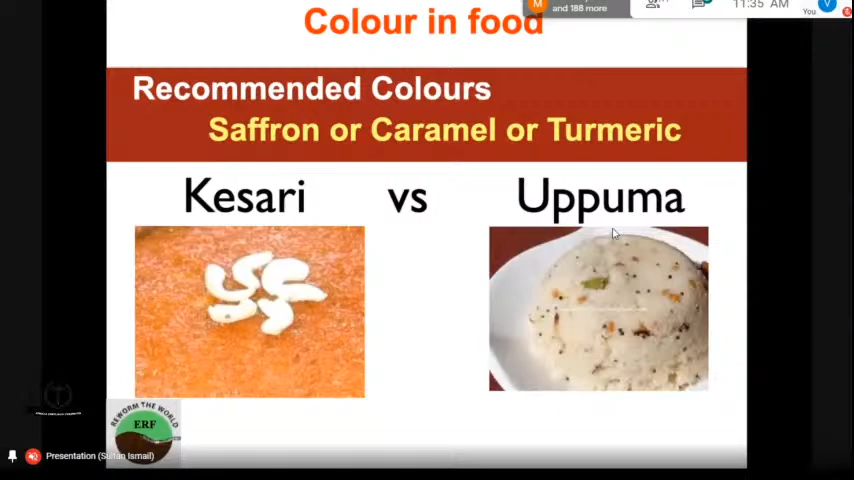 and 188 more
M
11:35 AM
You
V
Colour in food
Recommended Colours
Saffron or Caramel or Turmeric
Kesari vs Uppuma
REWORM THE WORLD
ERF
Presentation (Sultan Ismail)